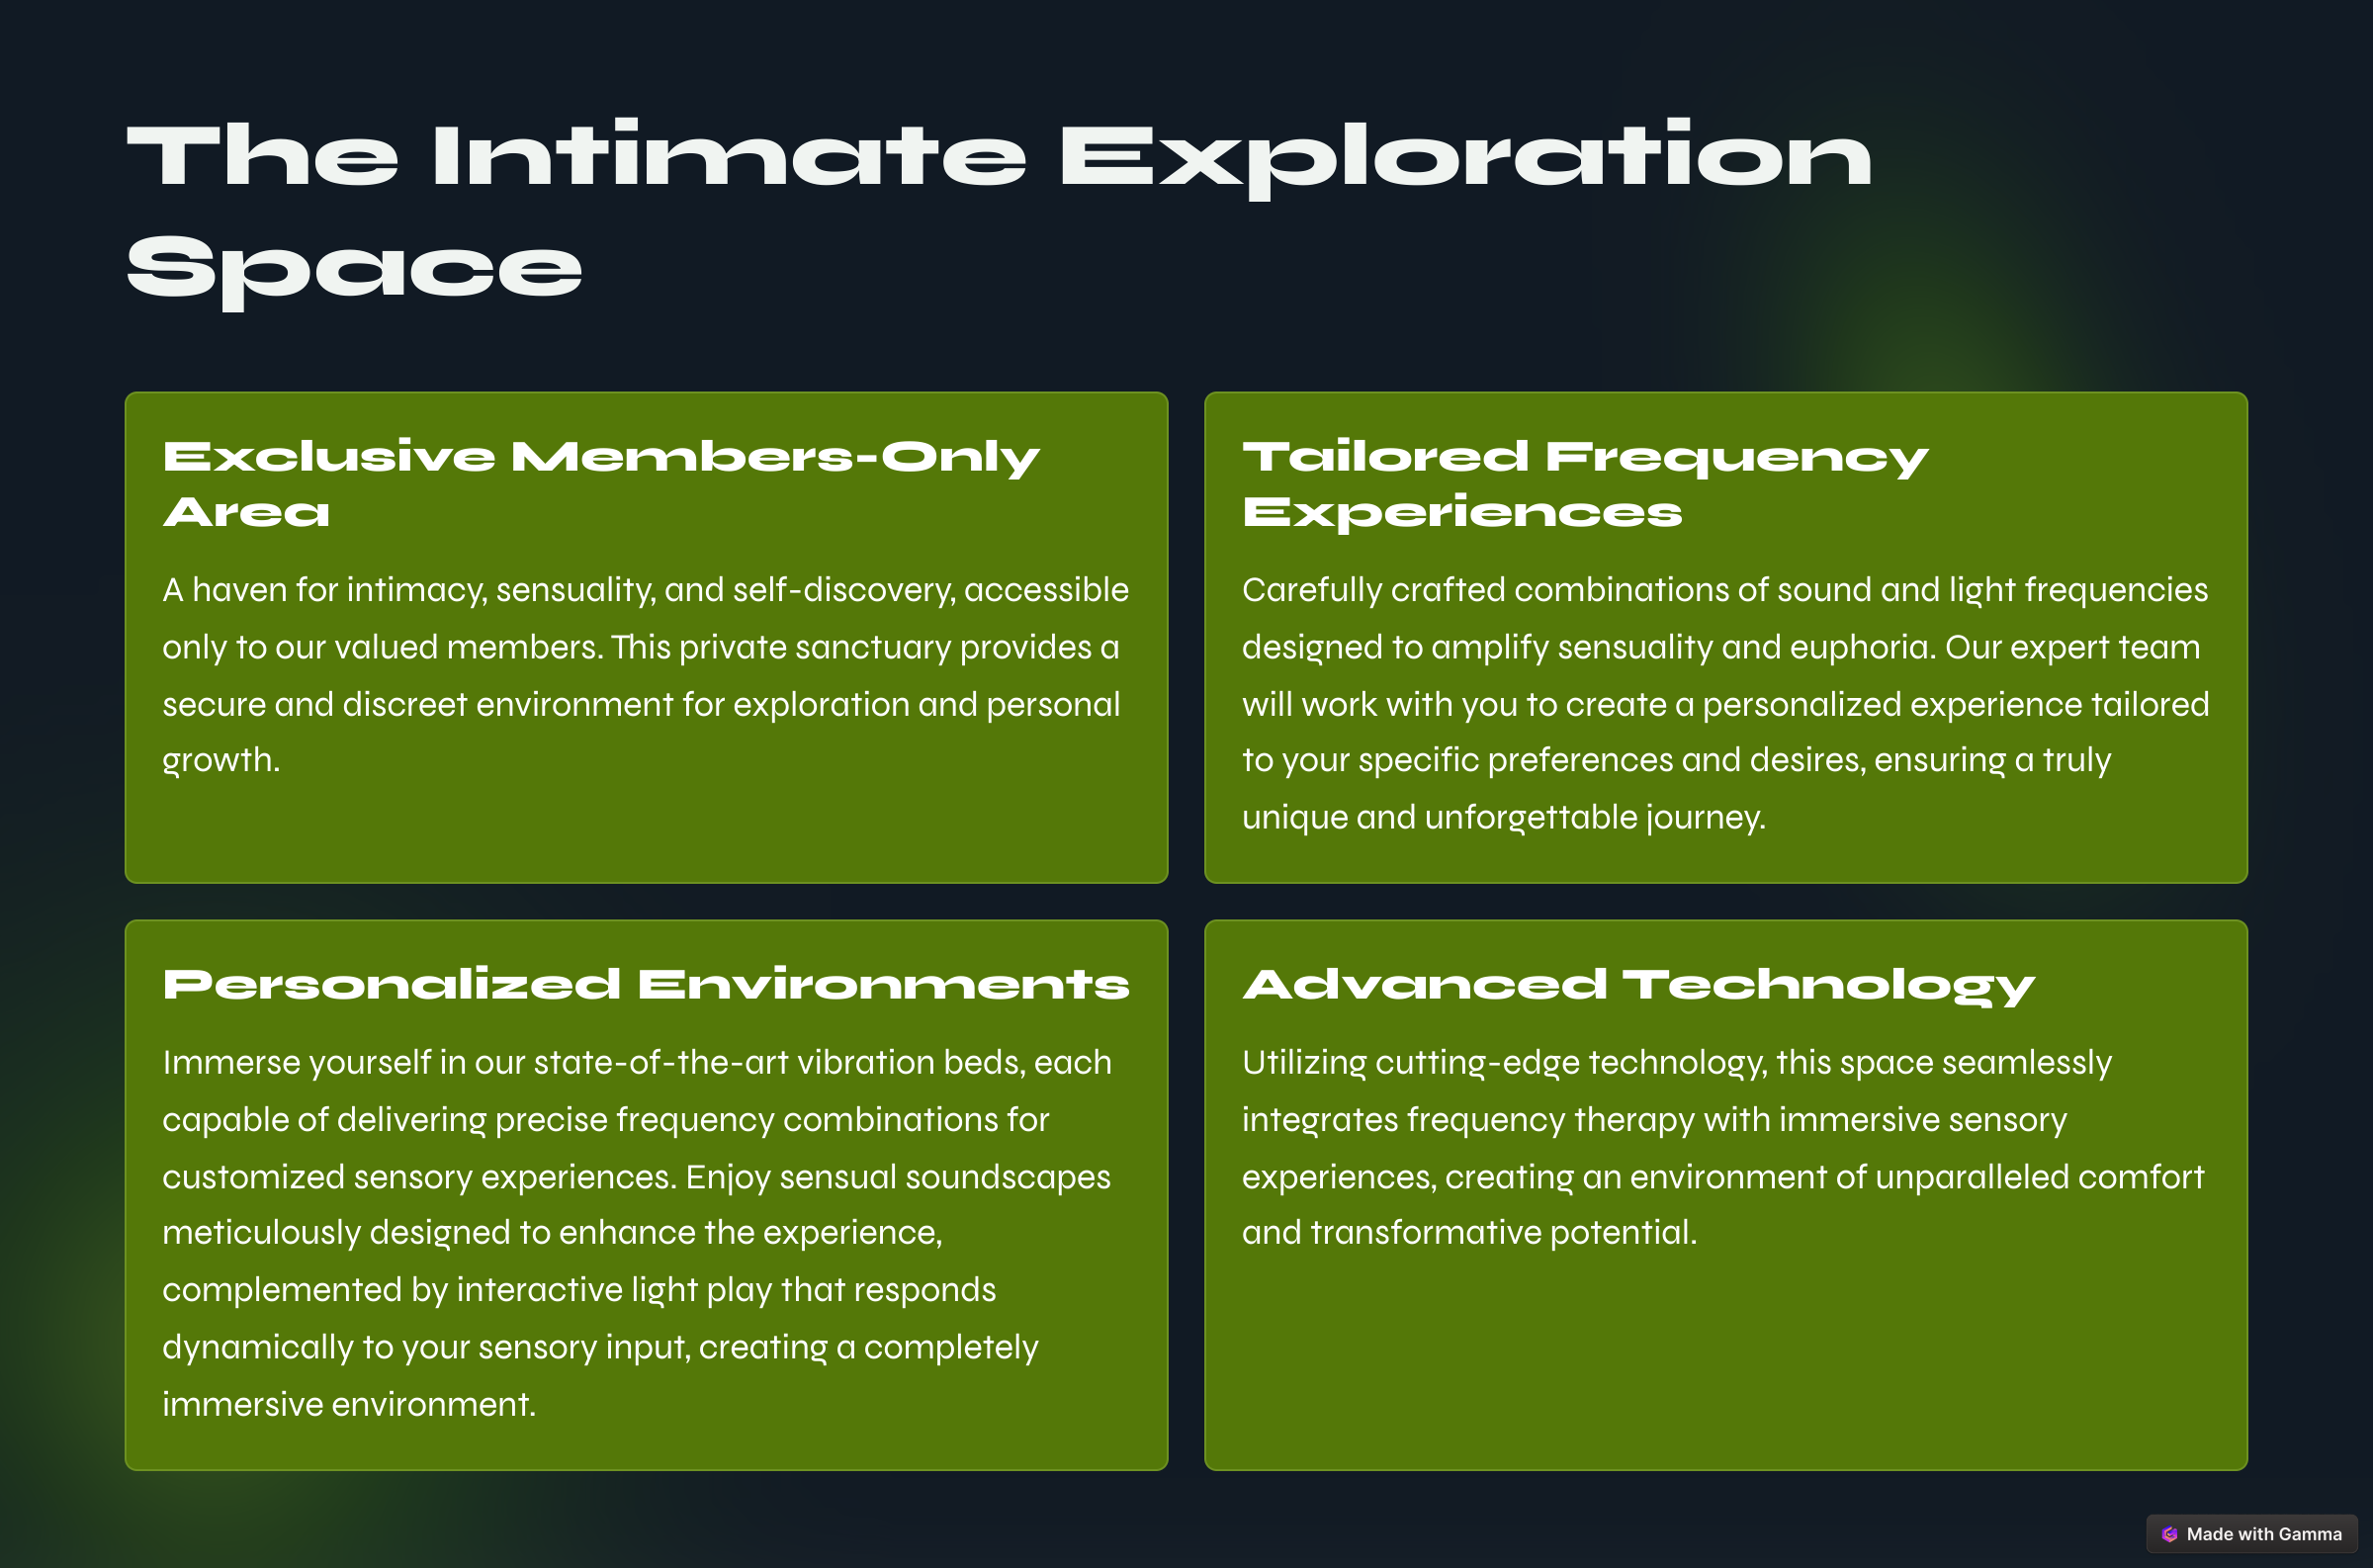 The Intimate Exploration
Space
Exclusive Members-Only
Area
A haven for intimacy, sensuality, and self-discovery, accessible
only to our valued members. This private sanctuary provides a
secure and discreet environment for exploration and personal
growth.
Tailored Frequency
Experiences
Carefully crafted combinations of sound and light frequencies
designed to amplify sensuality and euphoria. Our expert team
will work with you to create a personalized experience tailored
to your specific preferences and desires, ensuring a truly
unique and unforgettable journey.
Personalized Environments
Immerse yourself in our state-of-the-art vibration beds, each
capable of delivering precise frequency combinations for
customized sensory experiences. Enjoy sensual soundscapes
meticulously designed to enhance the experience,
complemented by interactive light play that responds
dynamically to your sensory input, creating a completely
immersive environment.
Advanced Technology
Utilizing cutting-edge technology, this space seamlessly
integrates frequency therapy with immersive sensory
experiences, creating an environment of unparalleled comfort
and transformative potential.
Made with Gamma